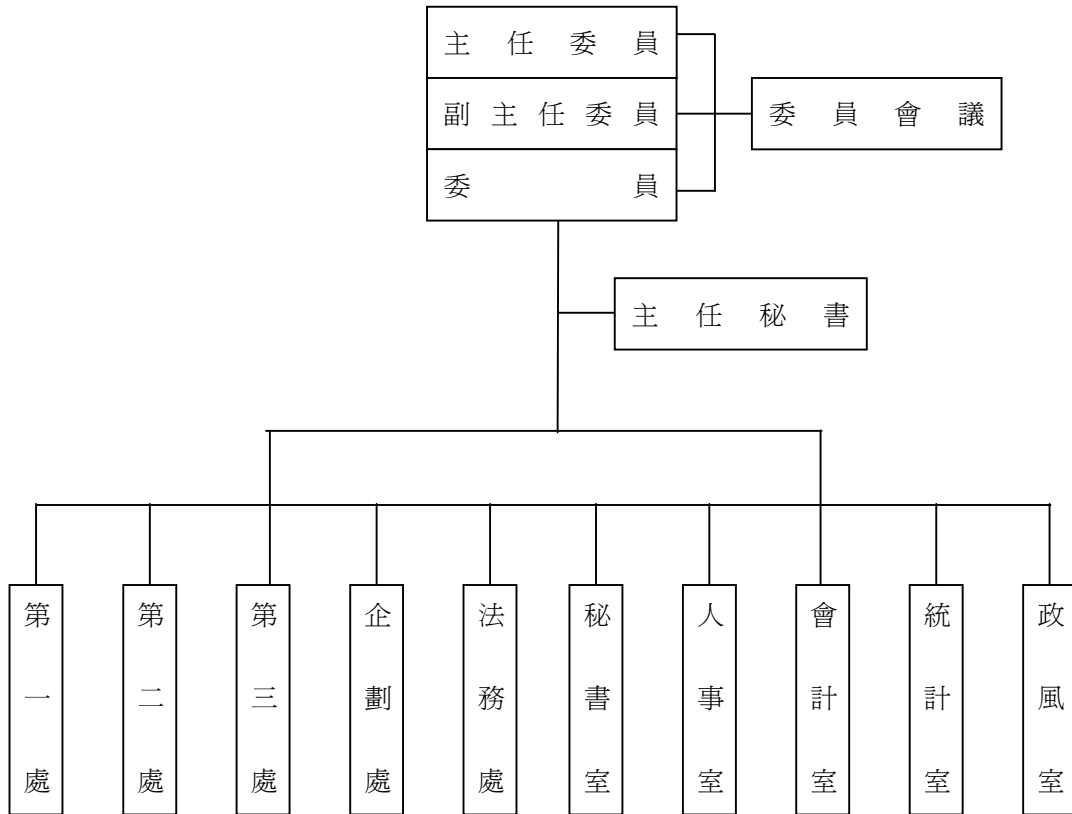 主任委員
副主任委員
委員會議
委員
主任秘書
第一處
第二處
第三處
企劃處
法務處
秘書室
人事室
會計室
統計室
政風室